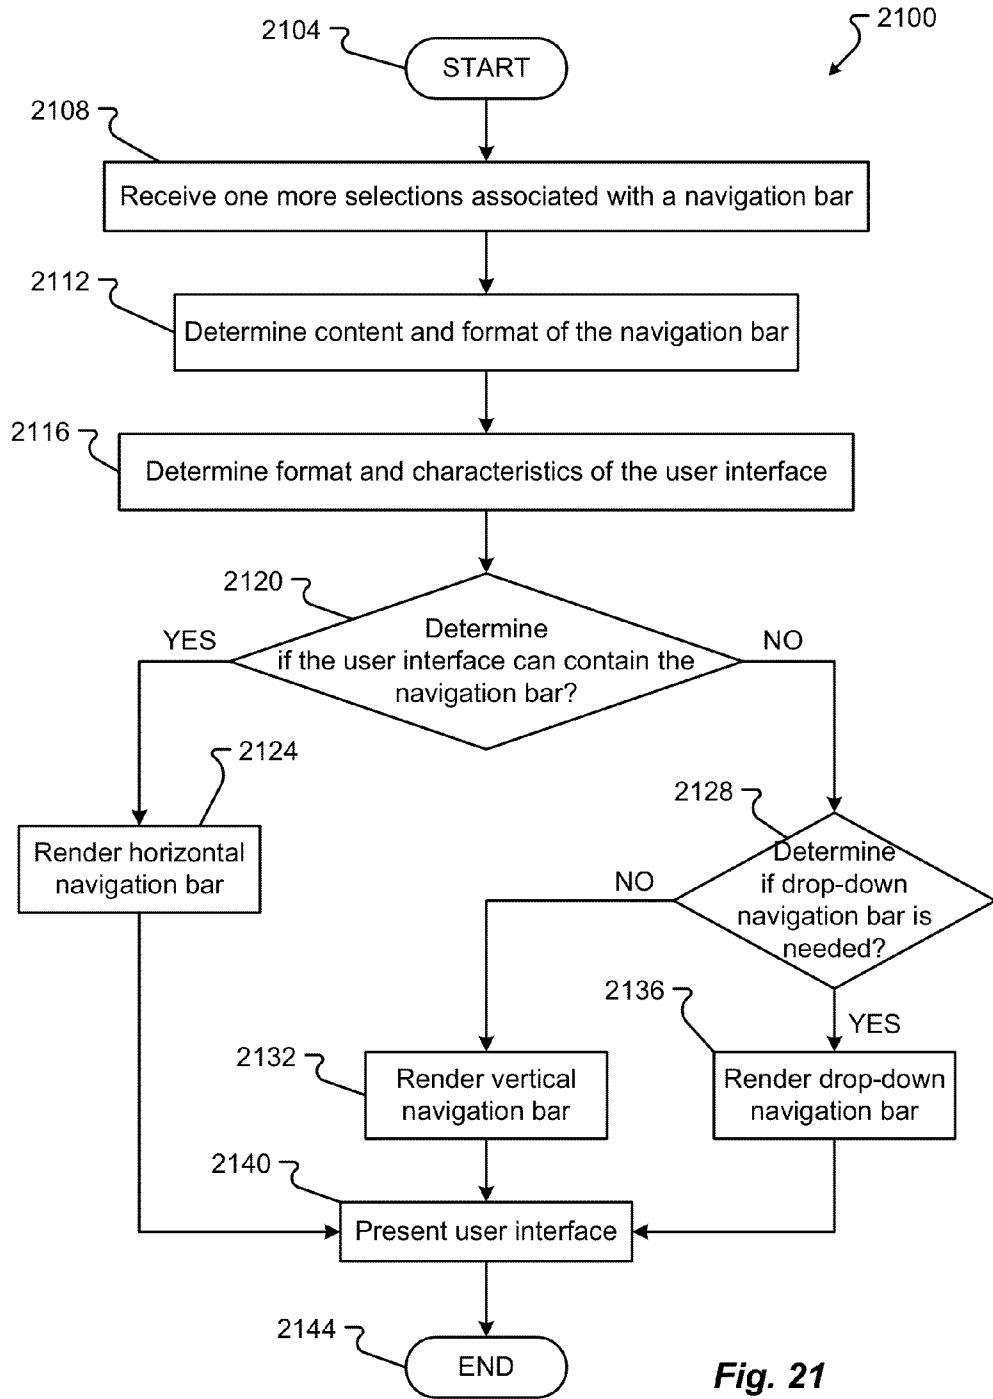 2104
START
2100
2108
Receive one more selections associated with a navigation bar
2112
Determine content and format of the navigation bar
2116
Determine format and characteristics of the user interface
2120
Determine
if the user interface can contain the
navigation bar?
YES
NO
2124
Render horizontal
navigation bar
2128
Determine
if drop-down
navigation bar is
needed?
NO
YES
2132
Render vertical
navigation bar
2136
Render drop-down
navigation bar
2140
Present user interface
2144
END
Fig. 21